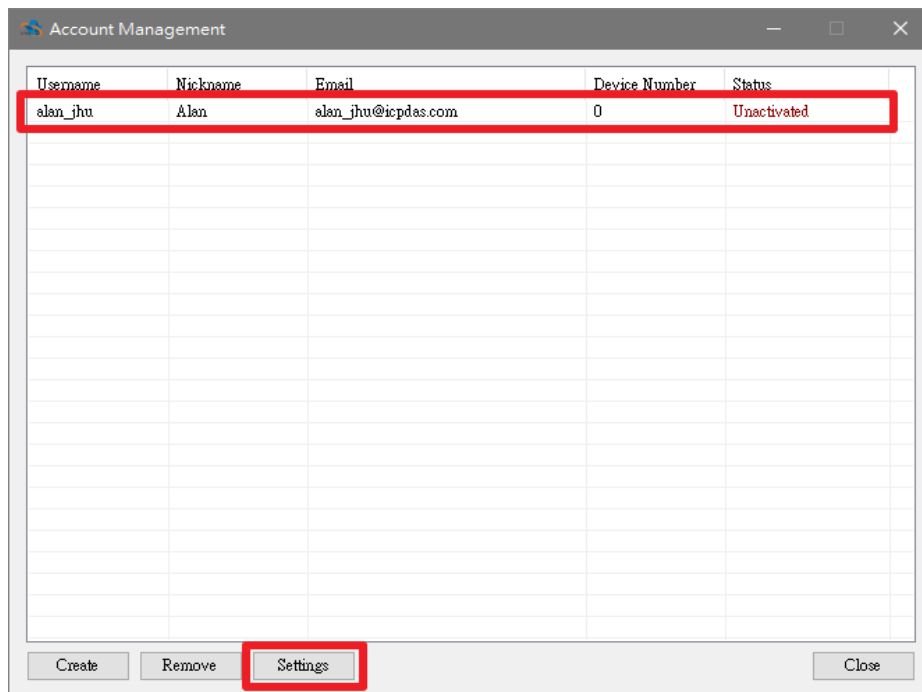 Account Management
Username Nickname Email Device Number Status
alan_jhu Alan alan_jhu@icpdas.com 0 Unactivated
Create Remove Settings Close